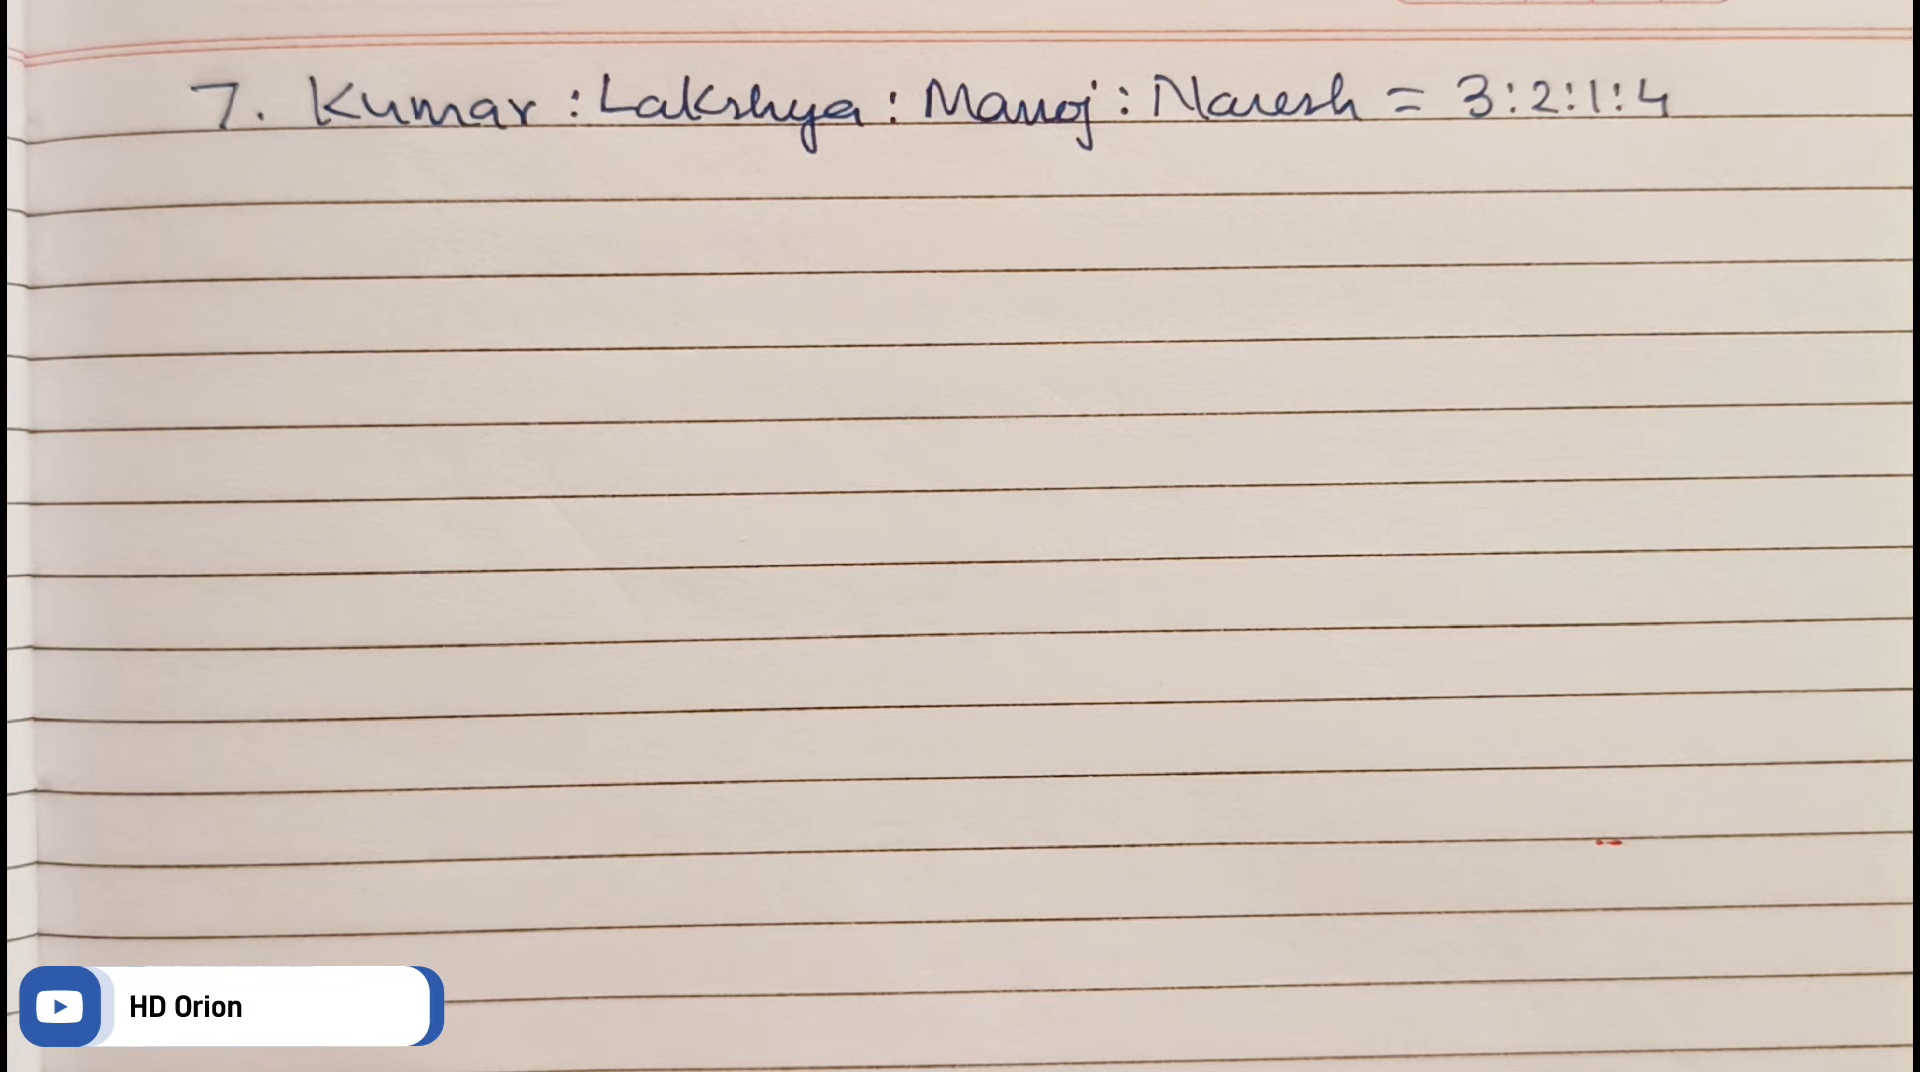 7. Kumar : Lakshya : Manoj : Naresh = 3:2:1:4
HD Orion